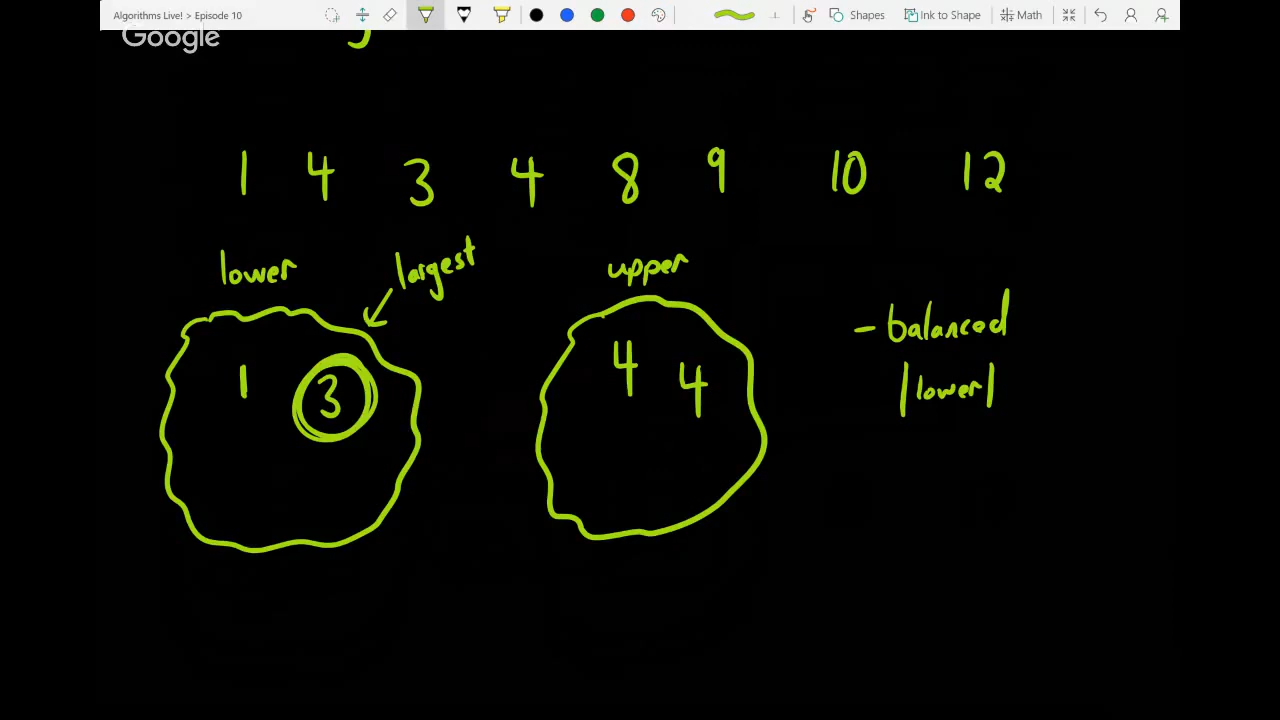 Algorithms Live! > Episode 10
Shapes
Ink to Shape
Math
Google
1 4 3 4 8 9 10 12
lower
largest
upper
1 3
4 4
- balanced
|lower|